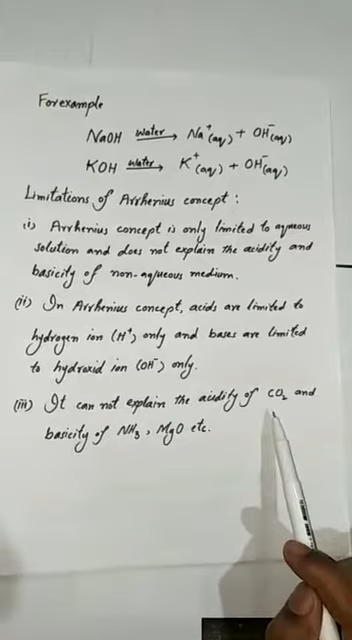 For example
NaOH water → Na⁺(aq) + OH⁻(aq)
KOH water → K⁺(aq) + OH⁻(aq)
Limitations of Arrhenius concept :
(i) Arrhenius concept is only limited to aqueous
solution and does not explain the acidity and
basicity of non-aqueous medium.
(ii) In Arrhenius concept, acids are limited to
hydrogen ion (H⁺) only and bases are limited
to hydroxid ion (OH⁻) only.
(iii) It can not explain the acidity of CO₂ and
basicity of NH₃, MgO etc.